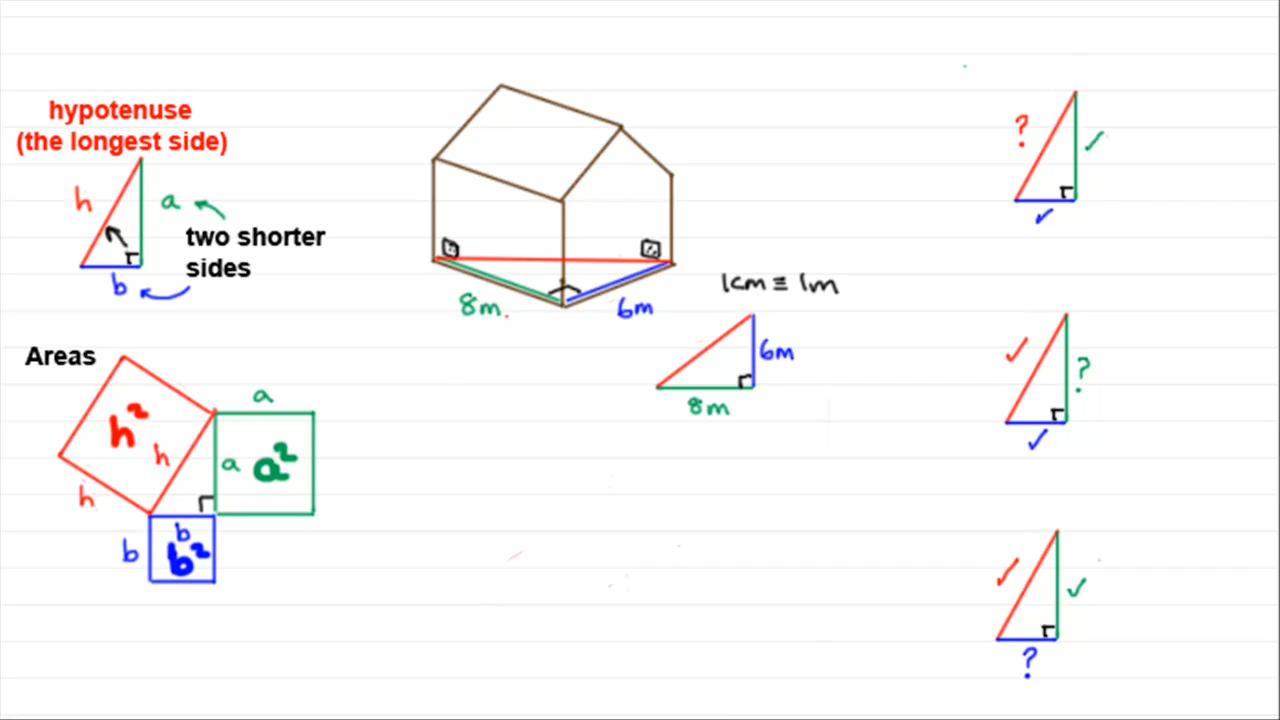 hypotenuse
(the longest side)
h
a
two shorter
sides
b
Areas
h²
h
h
a
a
a²
b
b
b²
8m.
6m
1cm ≡ 1m
6m
8m
?
?
?